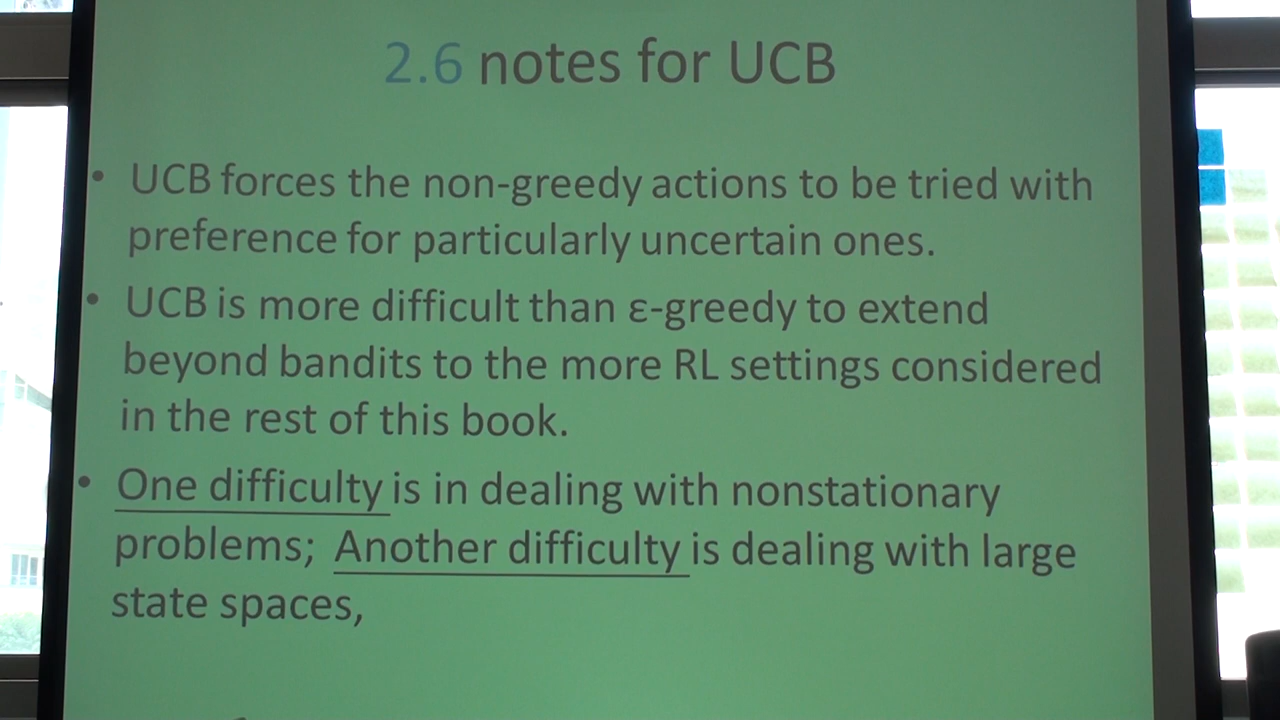 2.6 notes for UCB
• UCB forces the non-greedy actions to be tried with
preference for particularly uncertain ones.
• UCB is more difficult than ε-greedy to extend
beyond bandits to the more RL settings considered
in the rest of this book.
• One difficulty is in dealing with nonstationary
problems; Another difficulty is dealing with large
state spaces,